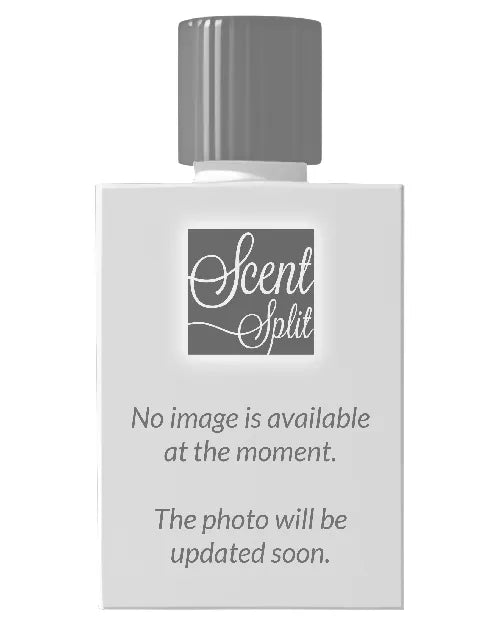 Scent
Split
No image is available
at the moment.
The photo will be
updated soon.